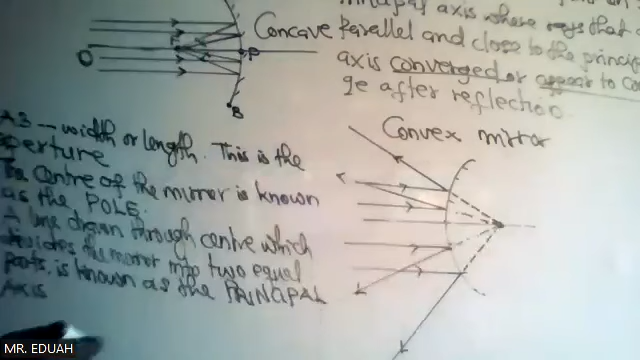 axis where rays that
Concave Parallel and close to the princip
axis converged or appear to con
ge after reflection.
O
F
P
B
AB - width or length. This is the
aperture
The centre of the mirror is known
as the POLE.
A line drawn through centre which
divides the mirror into two equal
parts, is known as the PRINCIPAL
AXIS
Convex mirror
MR. EDUAH